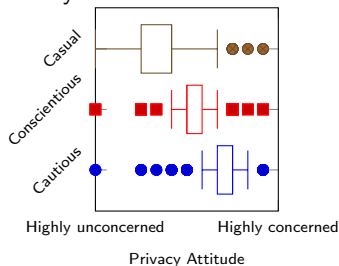 Casual
Conscientious
Cautious
Highly unconcerned Highly concerned
Privacy Attitude